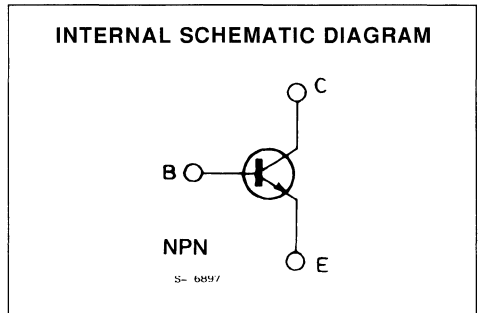 INTERNAL SCHEMATIC DIAGRAM
C
B
NPN
E
S- 6897